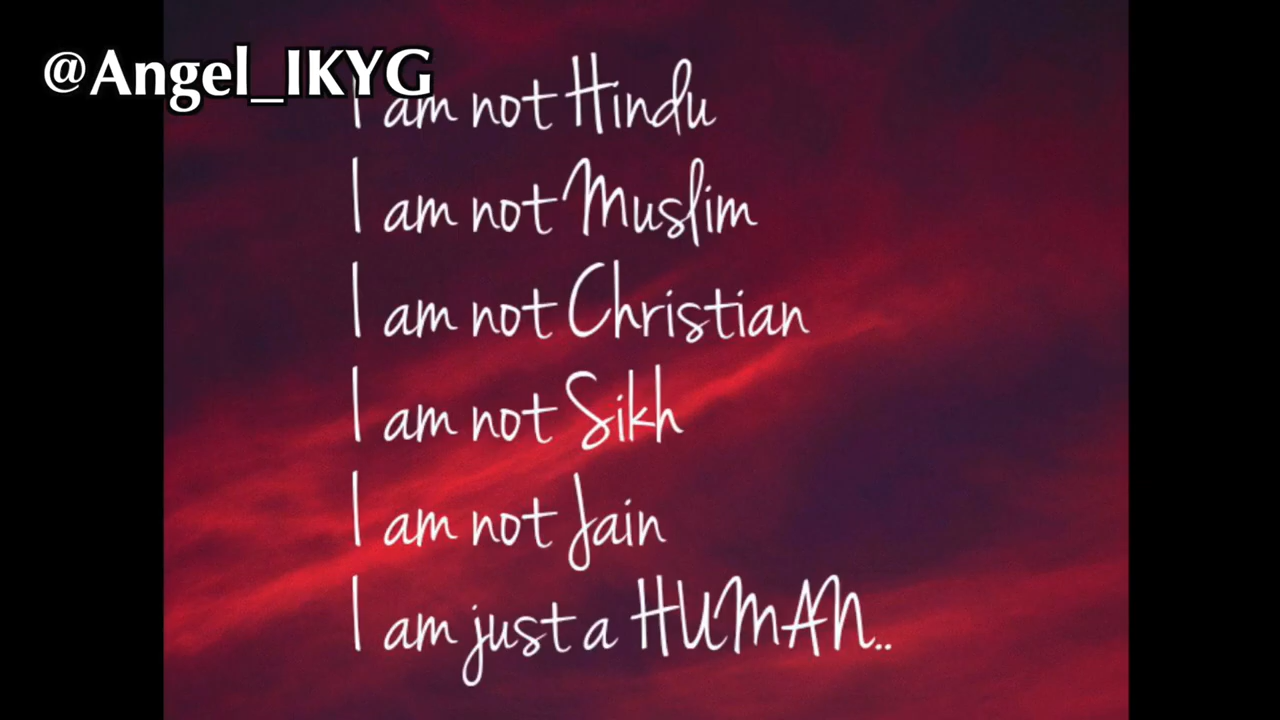 @Angel_IKYG
I am not Hindu
I am not Muslim
I am not Christian
I am not Sikh
I am not Jain
I am just a HUMAN..